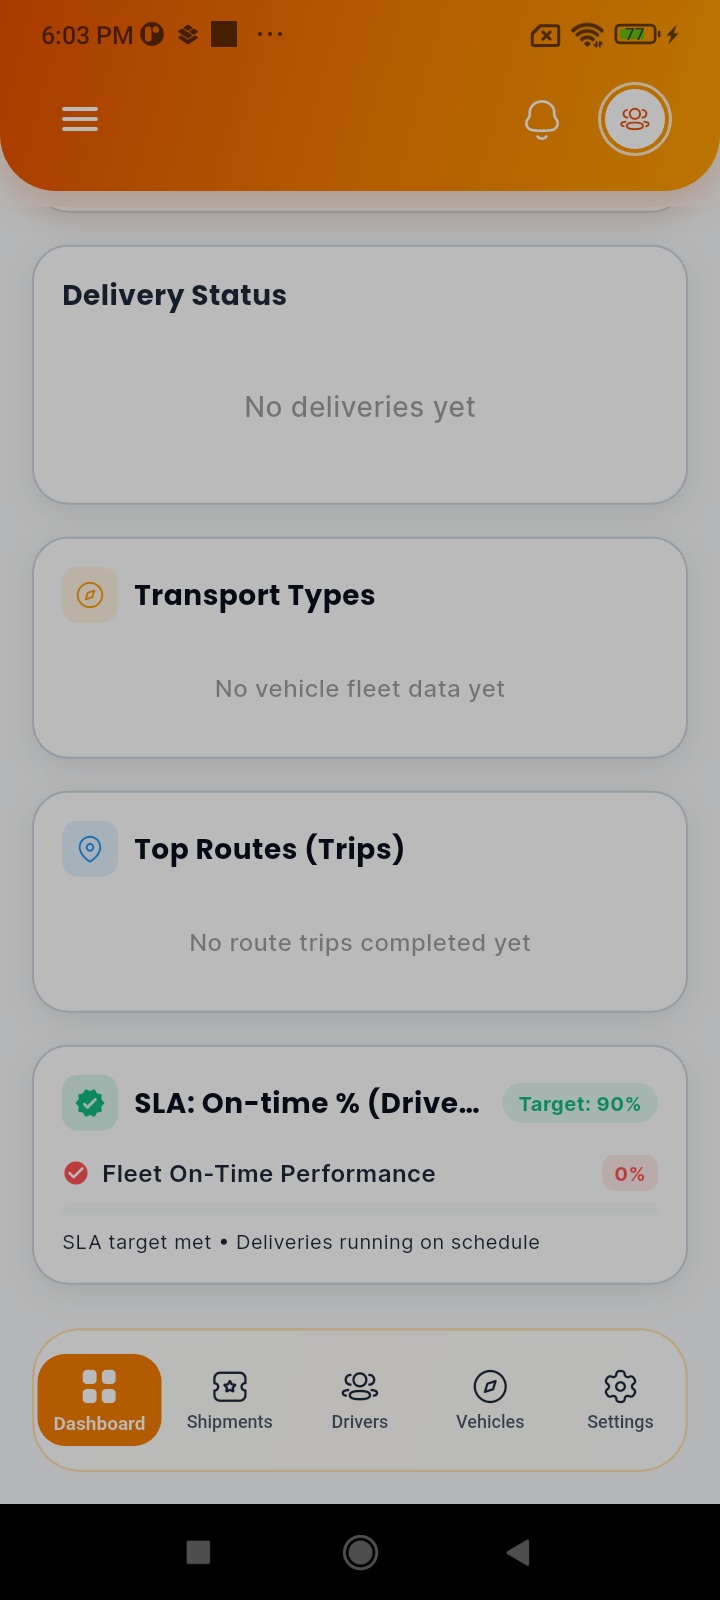 6:03 PM
77
Delivery Status
No deliveries yet
Transport Types
No vehicle fleet data yet
Top Routes (Trips)
No route trips completed yet
SLA: On-time % (Drive...
Target: 90%
Fleet On-Time Performance
0%
SLA target met • Deliveries running on schedule
Dashboard
Shipments
Drivers
Vehicles
Settings